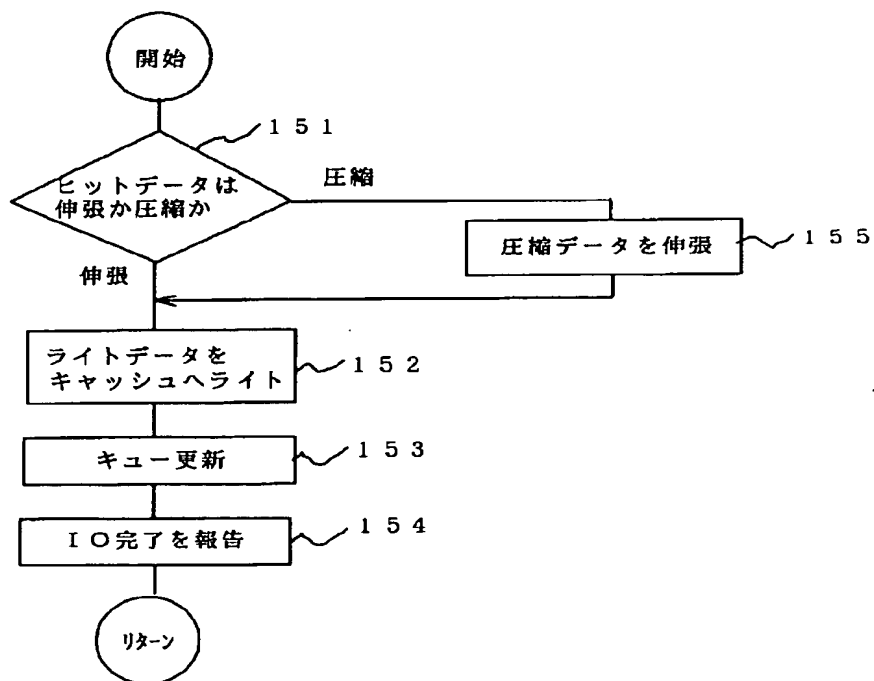 開始
151
ヒットデータは
伸張か圧縮か
圧縮
圧縮データを伸張
155
伸張
ライトデータを
キャッシュへライト
152
キュー更新
153
IO完了を報告
154
リターン